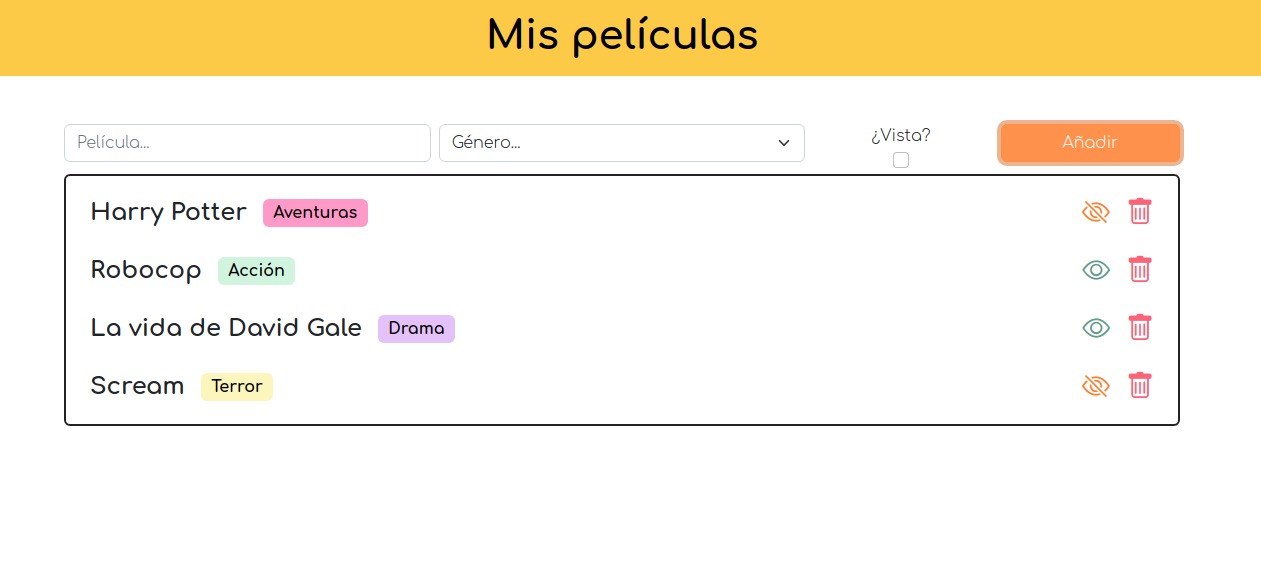 Mis películas
Película...
Género...
¿Vista?
Añadir
Harry Potter Aventuras
Robocop Acción
La vida de David Gale Drama
Scream Terror